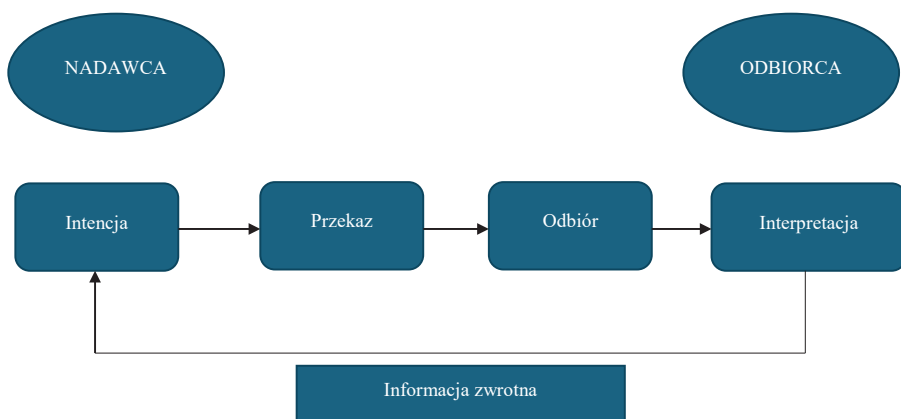 NADAWCA
ODBIORCA
Intencja
Przekaz
Odbiór
Interpretacja
Informacja zwrotna